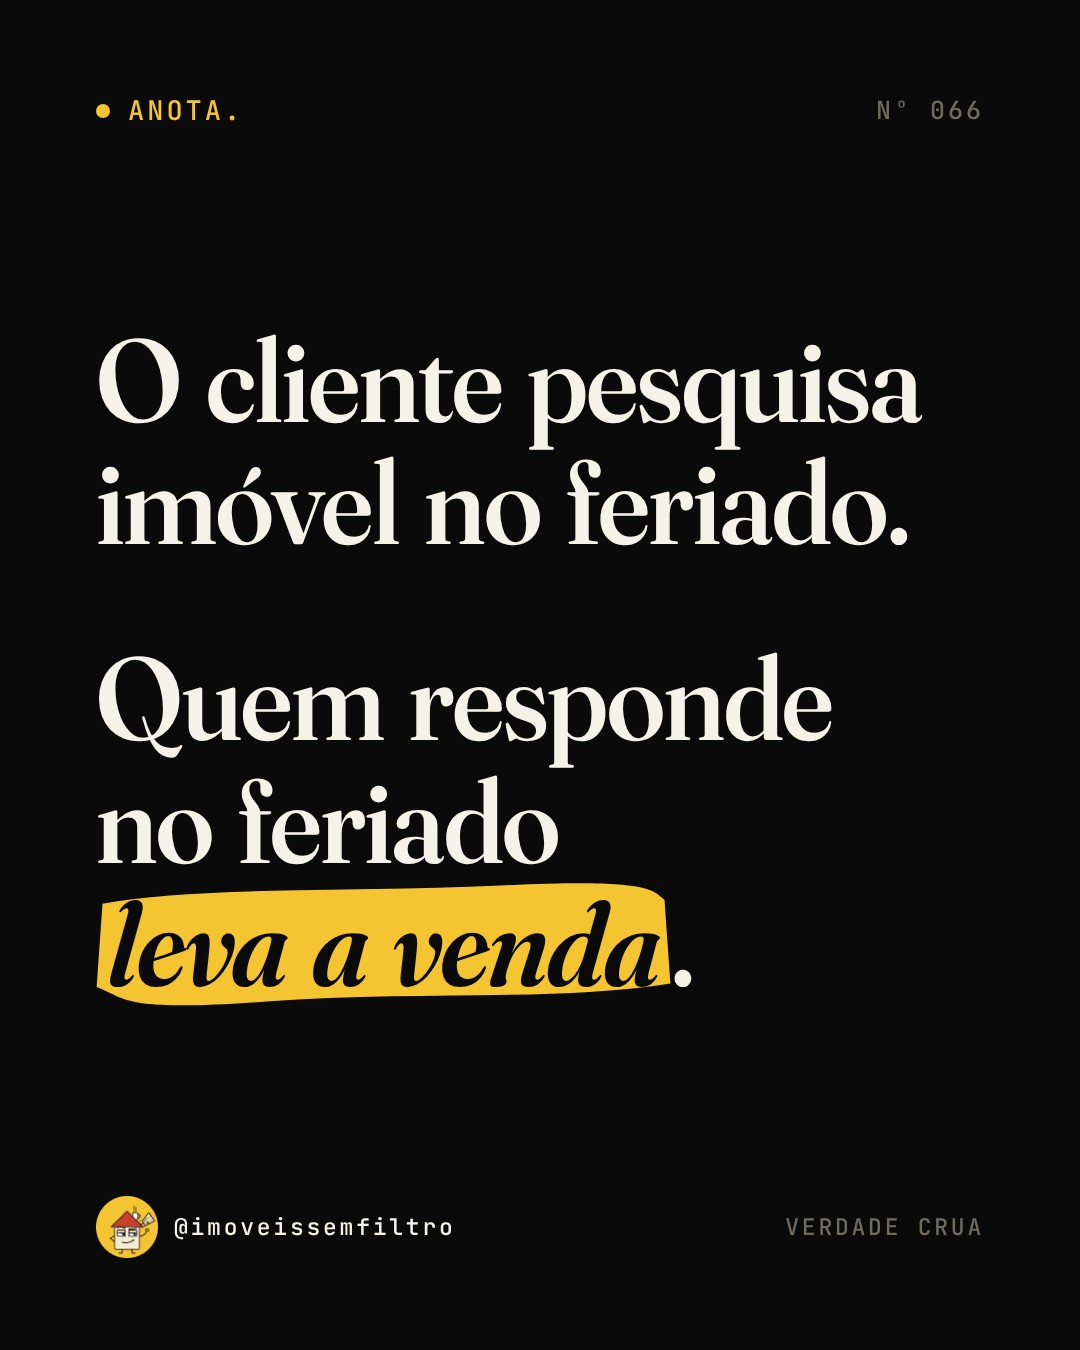 ANOTA.
Nº 066
O cliente pesquisa
imóvel no feriado.
Quem responde
no feriado
leva a venda.
@imoveissemfiltro
VERDADE CRUA